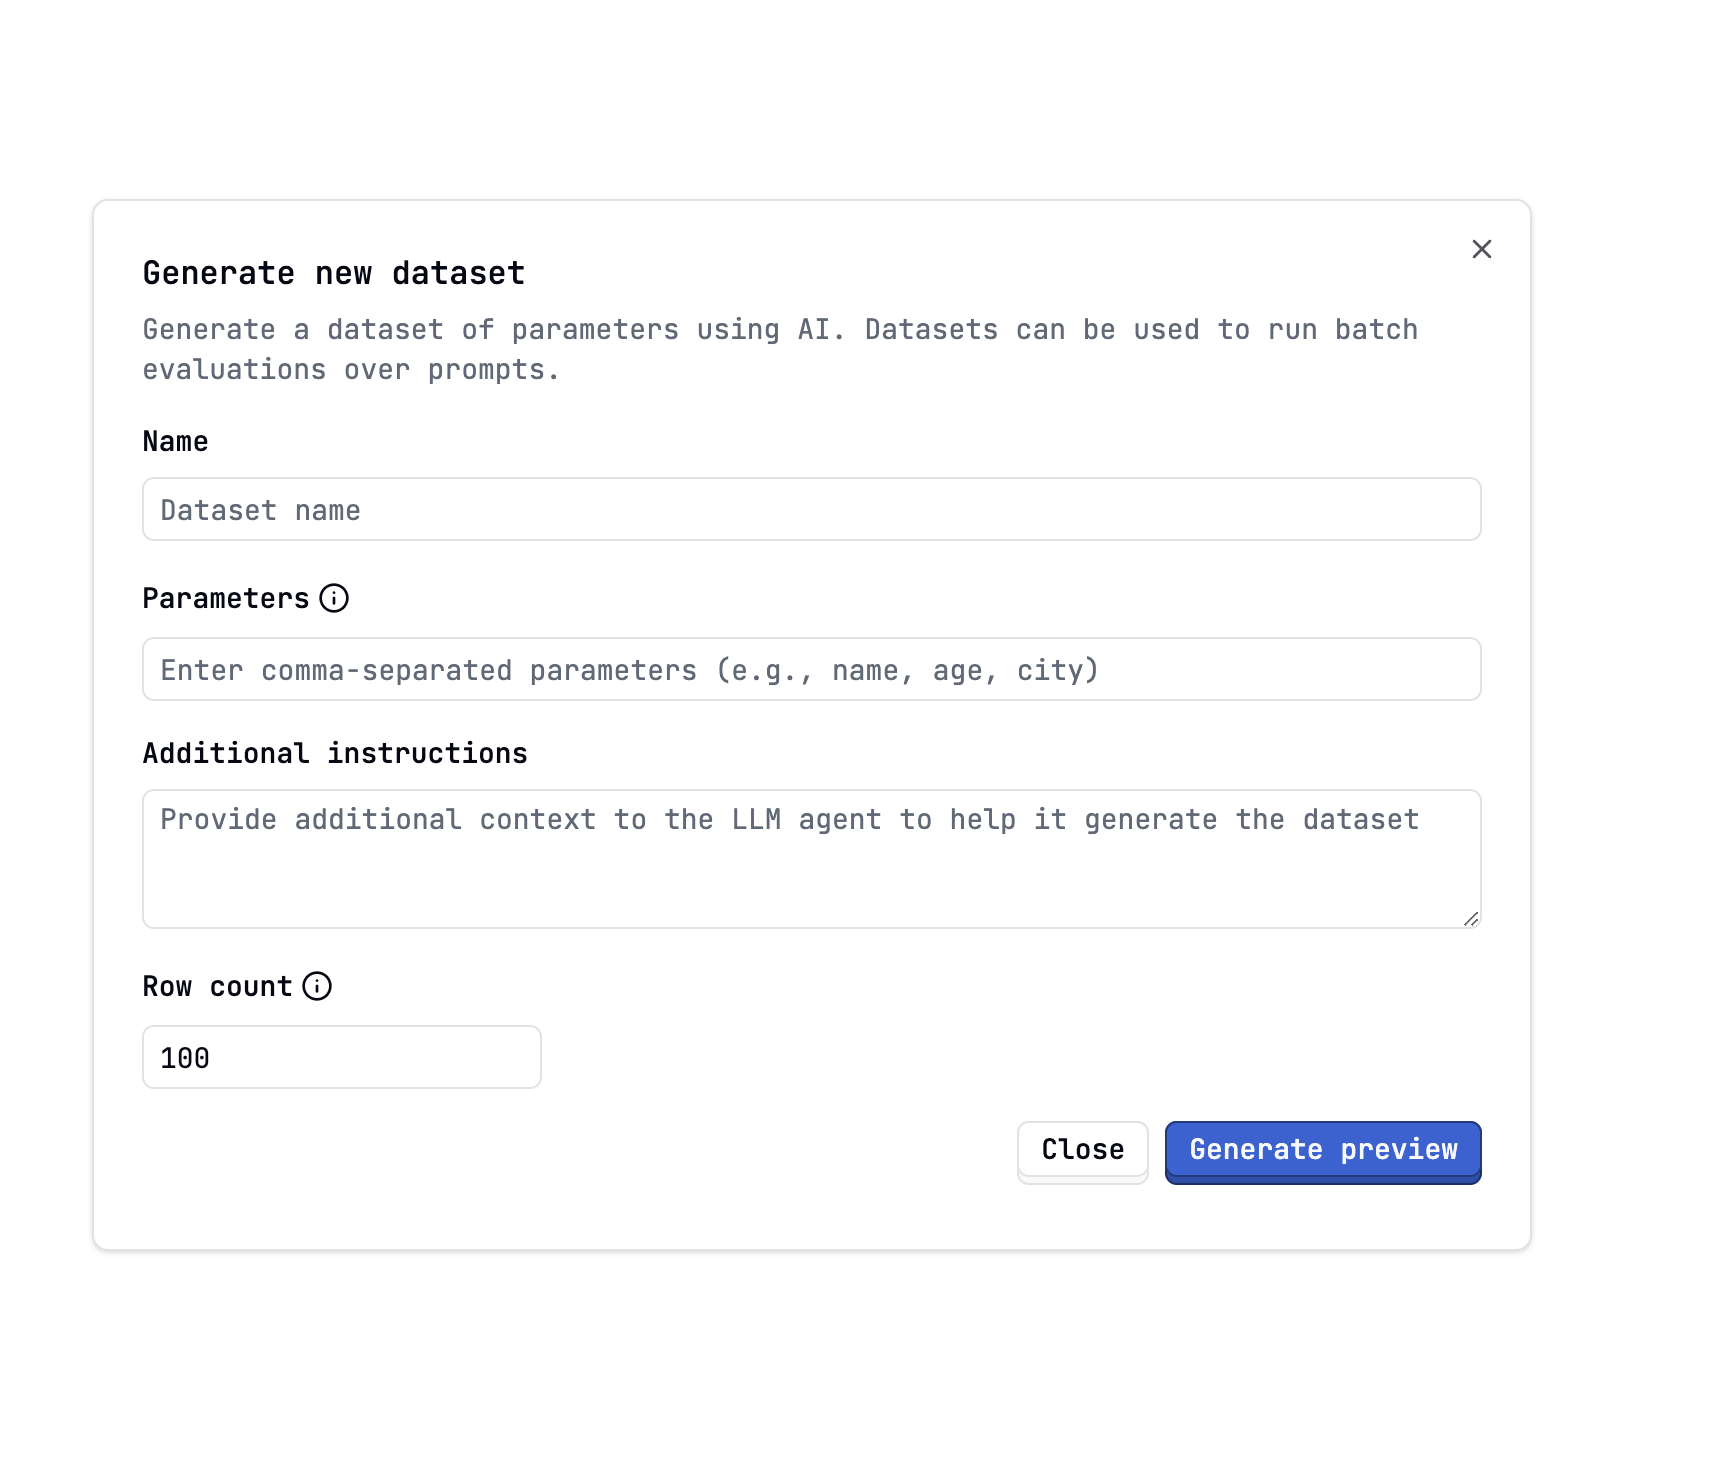 Generate new dataset
Generate a dataset of parameters using AI. Datasets can be used to run batch
evaluations over prompts.
Name
Dataset name
Parameters
Enter comma-separated parameters (e.g., name, age, city)
Additional instructions
Provide additional context to the LLM agent to help it generate the dataset
Row count
100
Close
Generate preview